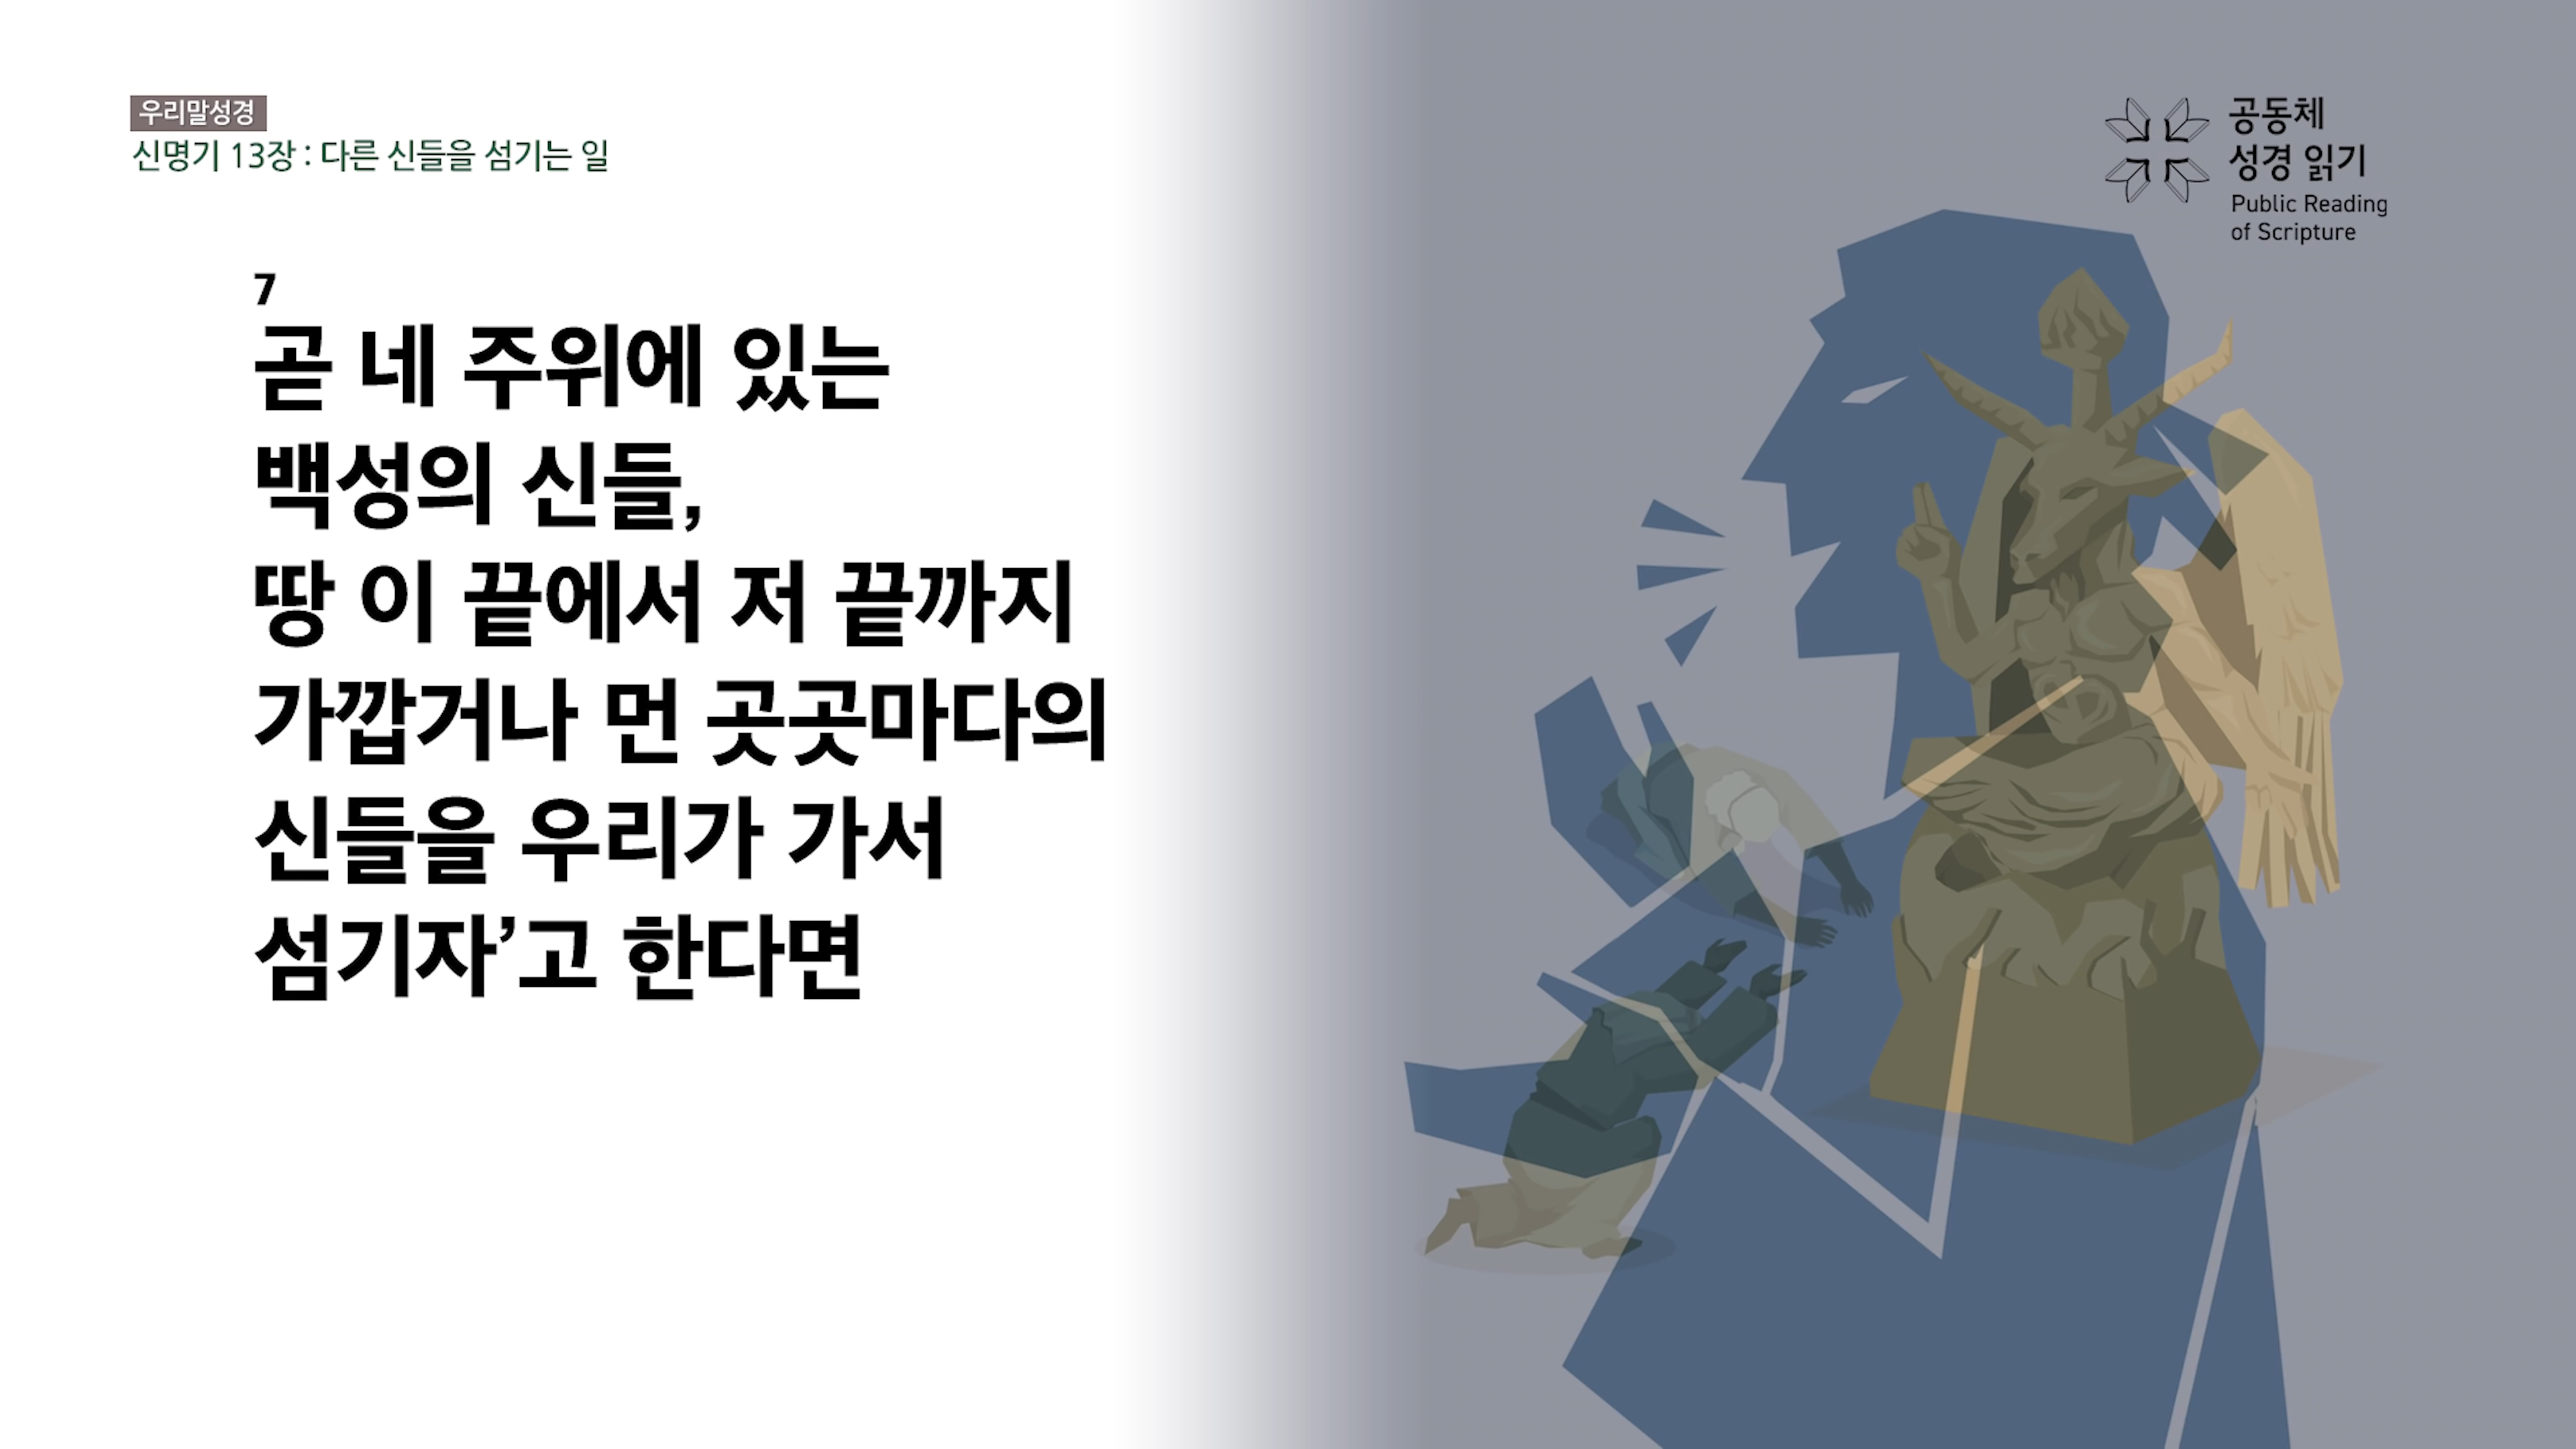 우리말성경
신명기 13장 : 다른 신들을 섬기는 일
공동체
성경 읽기
Public Reading
of Scripture
7
곧 네 주위에 있는
백성의 신들,
땅 이 끝에서 저 끝까지
가깝거나 먼 곳곳마다의
신들을 우리가 가서
섬기자’고 한다면